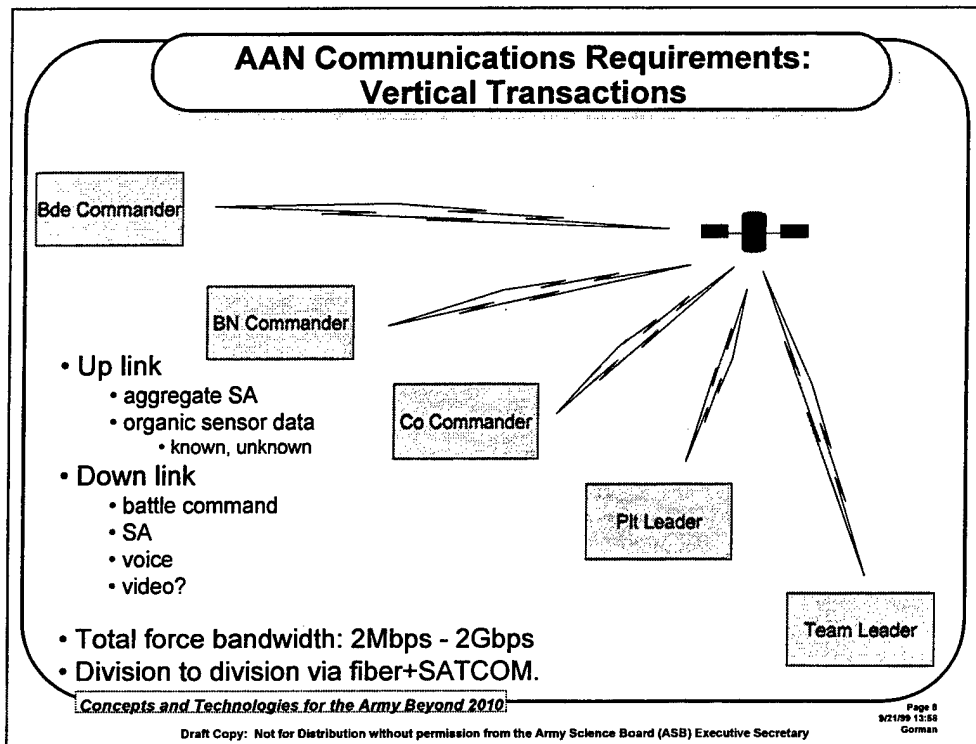 AAN Communications Requirements:
Vertical Transactions
Bde Commander
BN Commander
Co Commander
Plt Leader
Team Leader
• Up link
• aggregate SA
• organic sensor data
• known, unknown
• Down link
• battle command
• SA
• voice
• video?
• Total force bandwidth: 2Mbps - 2Gbps
• Division to division via fiber+SATCOM.
Concepts and Technologies for the Army Beyond 2010
Page 8
9/21/99 13:58
Gorman
Draft Copy: Not for Distribution without permission from the Army Science Board (ASB) Executive Secretary